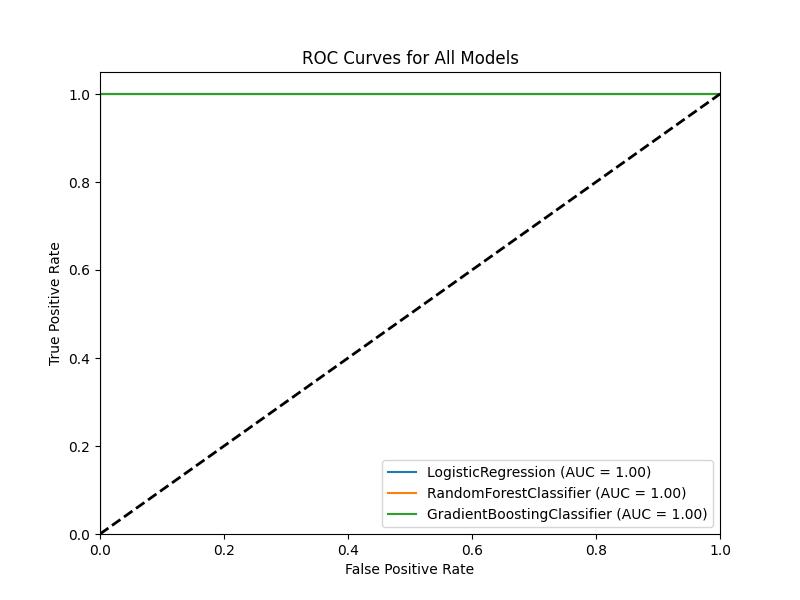 ROC Curves for All Models
True Positive Rate
1.0
0.8
0.6
0.4
0.2
0.0
LogisticRegression (AUC = 1.00)
RandomForestClassifier (AUC = 1.00)
GradientBoostingClassifier (AUC = 1.00)
0.0 0.2 0.4 0.6 0.8 1.0
False Positive Rate